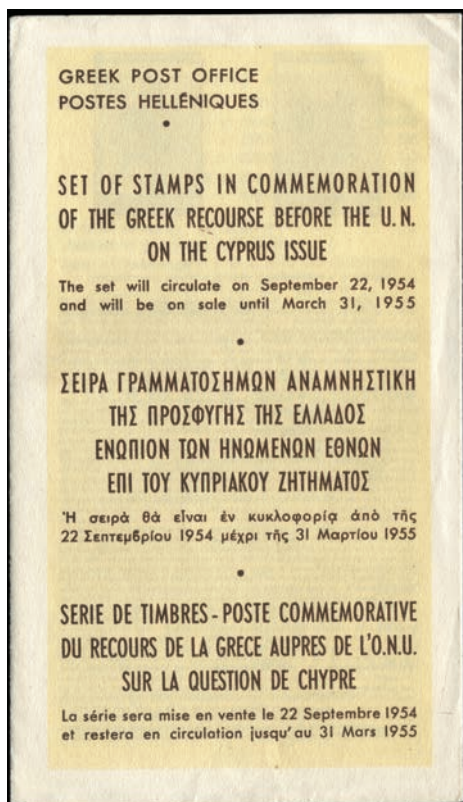 GREEK POST OFFICE
POSTES HELLÉNIQUES
•
SET OF STAMPS IN COMMEMORATION
OF THE GREEK RECOURSE BEFORE THE U.N.
ON THE CYPRUS ISSUE
The set will circulate on September 22, 1954
and will be on sale until March 31, 1955
•
ΣΕΙΡΑ ΓΡΑΜΜΑΤΟΣΗΜΩΝ ΑΝΑΜΝΗΣΤΙΚΗ
ΤΗΣ ΠΡΟΣΦΥΓΗΣ ΤΗΣ ΕΛΛΑΔΟΣ
ΕΝΩΠΙΟΝ ΤΩΝ ΗΝΩΜΕΝΩΝ ΕΘΝΩΝ
ΕΠΙ ΤΟΥ ΚΥΠΡΙΑΚΟΥ ΖΗΤΗΜΑΤΟΣ
Ἡ σειρὰ θὰ εἶναι ἐν κυκλοφορίᾳ ἀπὸ τῆς
22 Σεπτεμβρίου 1954 μέχρι τῆς 31 Μαρτίου 1955
•
SERIE DE TIMBRES-POSTE COMMEMORATIVE
DU RECOURS DE LA GRECE AUPRES DE L'O.N.U.
SUR LA QUESTION DE CHYPRE
La série sera mise en vente le 22 Septembre 1954
et restera en circulation jusqu'au 31 Mars 1955